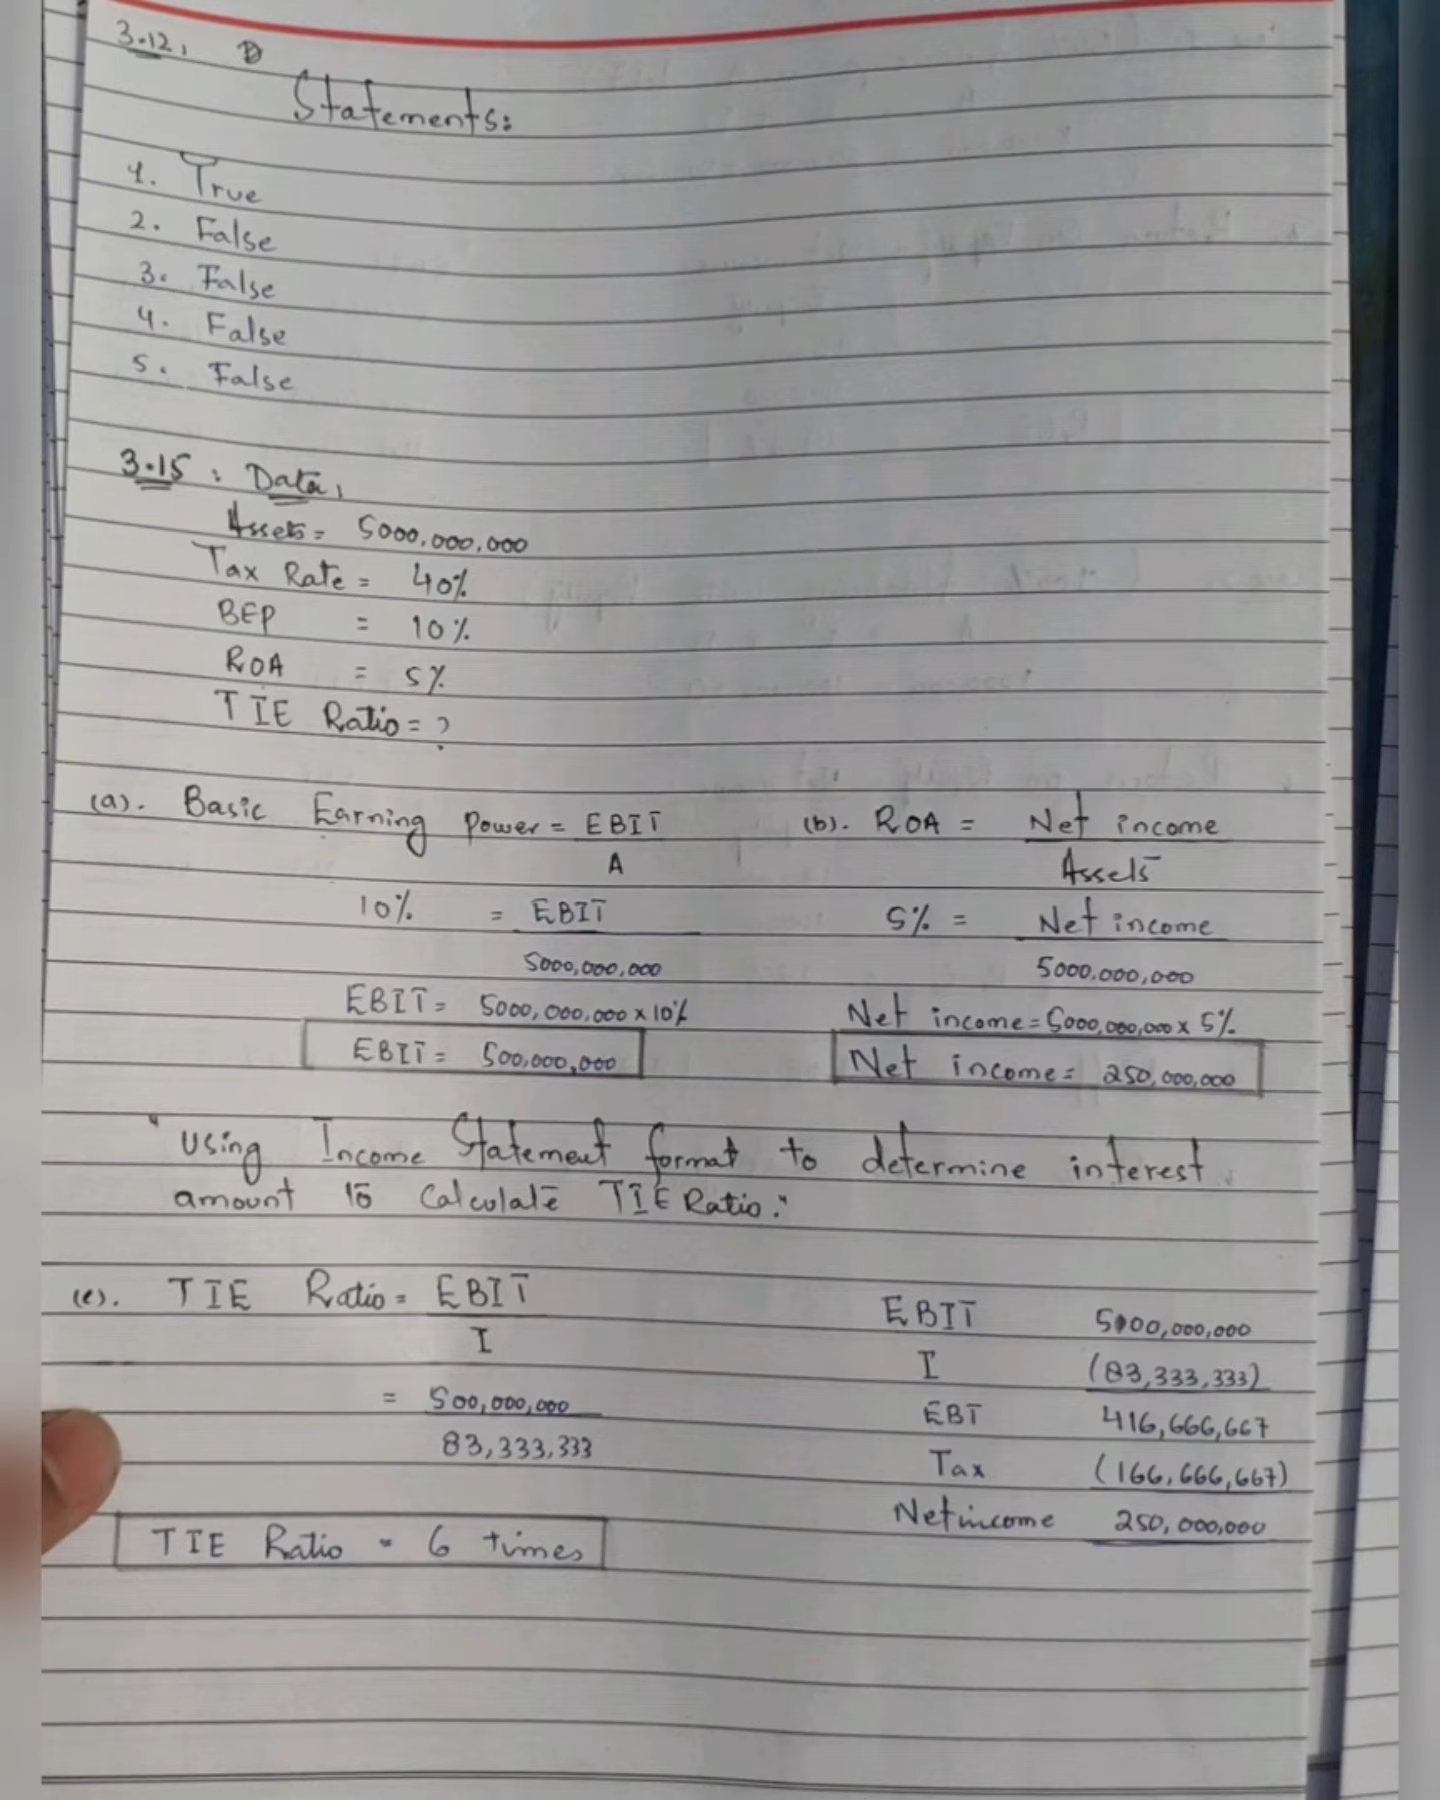 3.12,
Statements:
1. True
2. False
3. False
4. False
5. False
3.15 : Data,
Assets = 5000,000,000
Tax Rate = 40%
BEP = 10%
ROA = 5%
TIE Ratio = ?
(a). Basic Earning Power = EBIT (b). ROA = Net income
A Assets
10% = EBIT 5% = Net income
5000,000,000 5000,000,000
EBIT = 5000,000,000 x 10% Net income = 5000,000,000 x 5%
EBIT = 500,000,000 Net income = 250,000,000
"Using Income Statement format to determine interest
amount to Calculate TIE Ratio."
TIE Ratio = EBIT EBIT 5000,000,000
I I (83,333,333)
= 500,000,000 EBT 416,666,667
83,333,333 Tax (166,666,667)
TIE Ratio = 6 times Net income 250,000,000